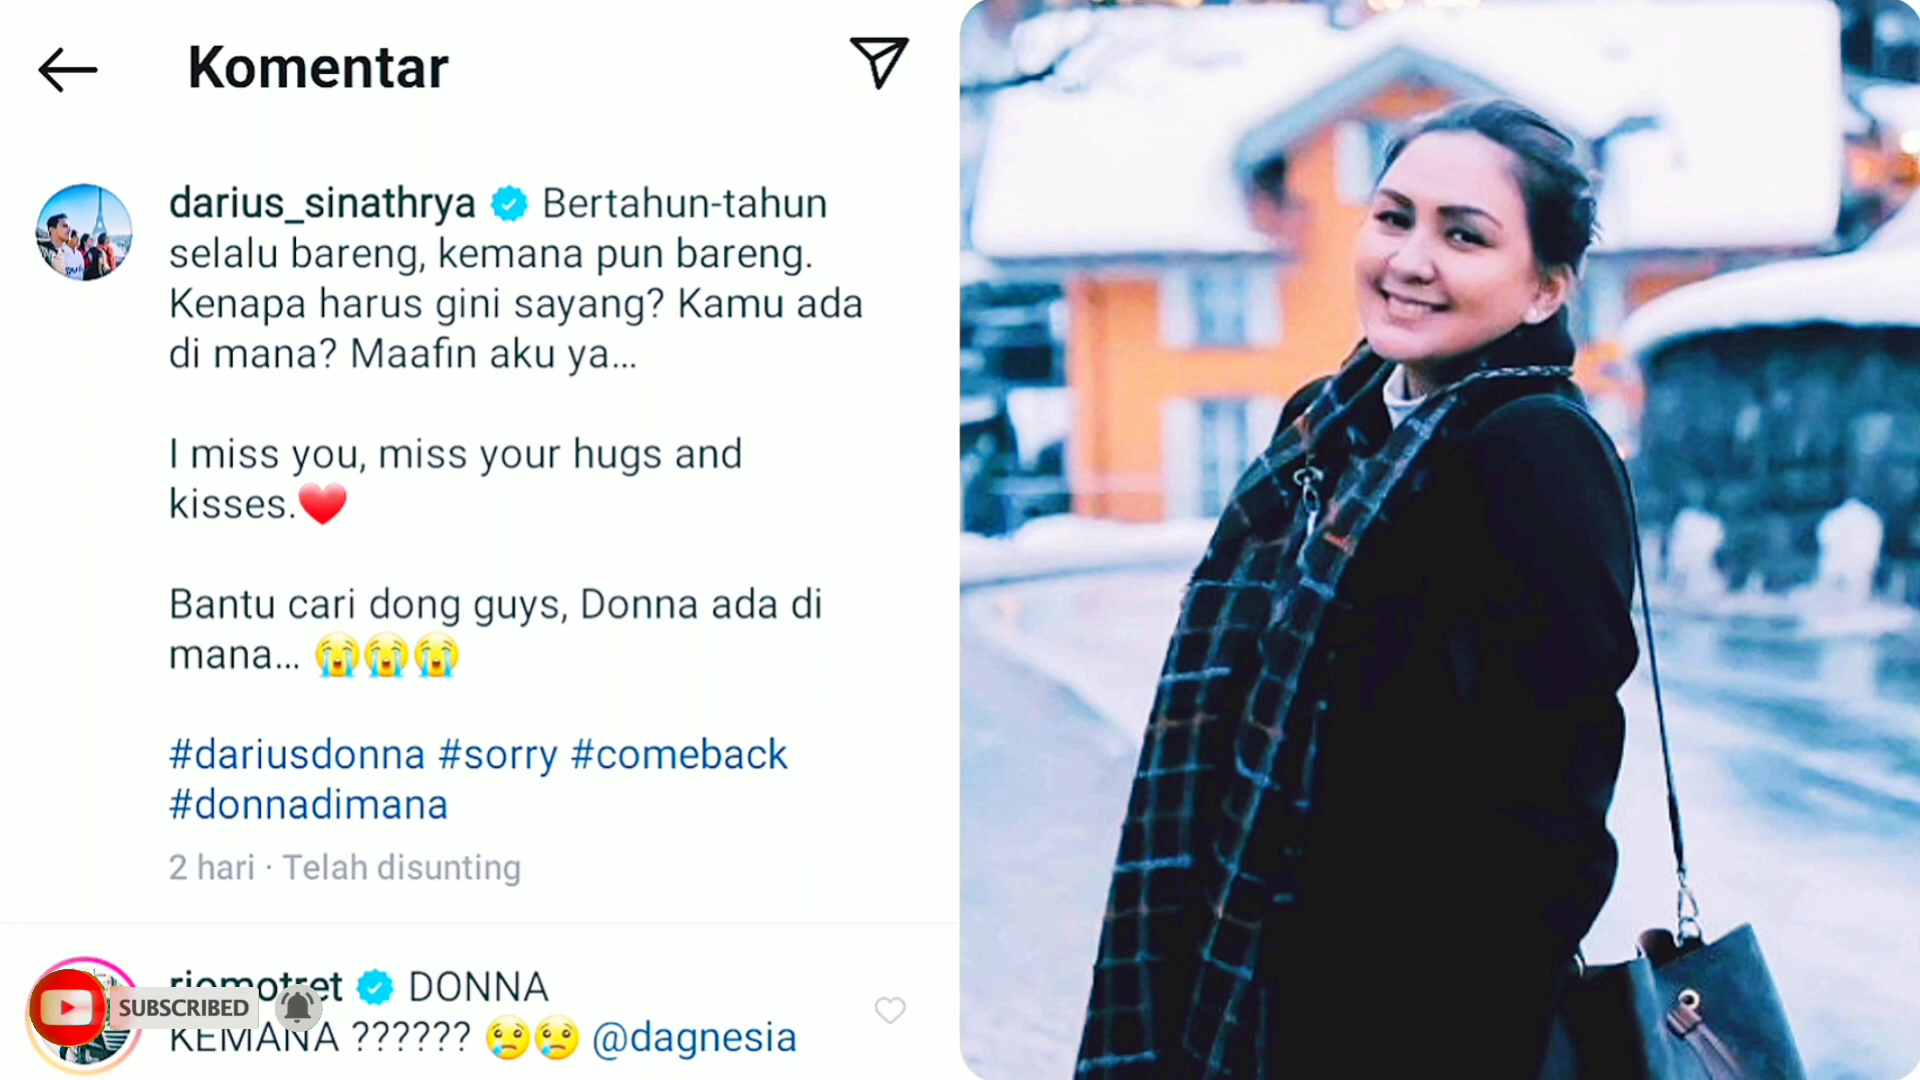 Komentar
darius_sinathrya Bertahun-tahun
selalu bareng, kemana pun bareng.
Kenapa harus gini sayang? Kamu ada
di mana? Maafin aku ya...
I miss you, miss your hugs and
kisses.❤️
Bantu cari dong guys, Donna ada di
mana... 😭😭😭
#dariusdonna #sorry #comeback
#donnadimana
2 hari · Telah disunting
riomotret DONNA
KEMANA ?????? 😢😢 @dagnesia
SUBSCRIBED